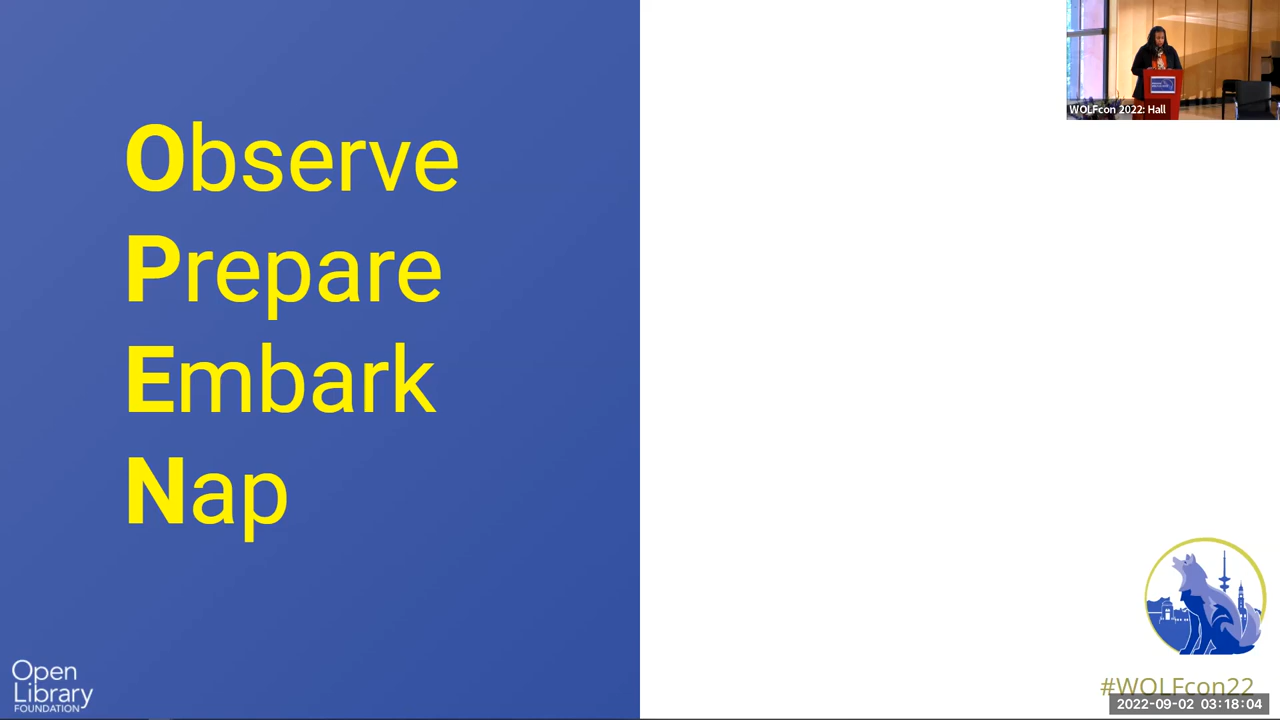 Observe
Prepare
Embark
Nap
WOLFcon 2022: Hall
Open
Library
FOUNDATION
#WOLFcon22
2022-09-02 03:18:04